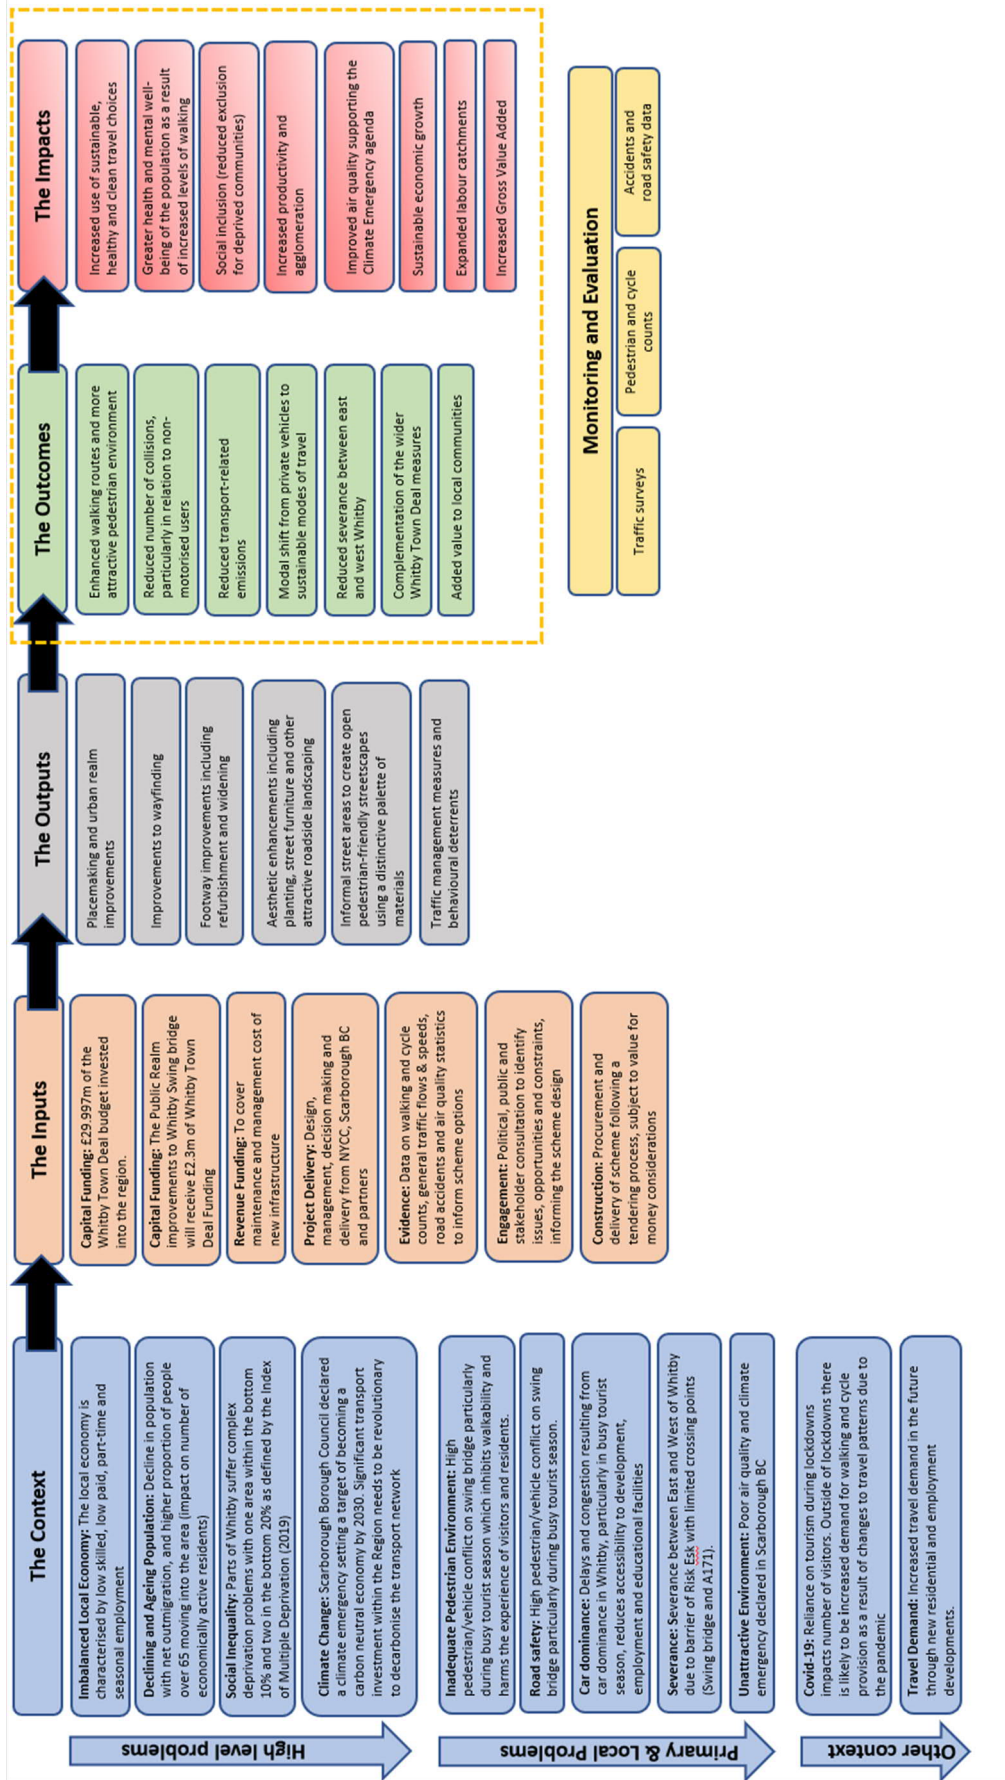 The Context
High level problems
Imbalanced Local Economy: The local economy is
characterised by low skilled, low paid, part-time and
seasonal employment
Declining and Ageing Population: Decline in population
with net outmigration, and higher proportion of people
over 65 moving into the area (impact on number of
economically active residents)
Social Inequality: Parts of Whitby suffer complex
deprivation problems with one area within the bottom
10% and two in the bottom 20% as defined by the Index
of Multiple Deprivation (2019)
Climate Change: Scarborough Borough Council declared
a climate emergency setting a target of becoming a
carbon neutral economy by 2030. Significant transport
investment within the Region needs to be revolutionary
to decarbonise the transport network
Primary & Local Problems
Inadequate Pedestrian Environment: High
pedestrian/vehicle conflict on swing bridge particularly
during busy tourist season which inhibits walkability and
harms the experience of visitors and residents.
Road safety: High pedestrian/vehicle conflict on swing
bridge particularly during busy tourist season.
Car dominance: Delays and congestion resulting from
car dominance in Whitby, particularly in busy tourist
season, reduces accessibility to development,
employment and educational facilities
Severance: Severance between East and West of Whitby
due to barrier of Risk Esk with limited crossing points
(Swing bridge and A171).
Unattractive Environment: Poor air quality and climate
emergency declared in Scarborough BC
Other context
Covid-19: Reliance on tourism during lockdowns
impacts number of visitors. Outside of lockdowns there
is likely to be increased demand for walking and cycle
provision as a result of changes to travel patterns due to
the pandemic
Travel Demand: Increased travel demand in the future
through new residential and employment
developments.
The Inputs
Capital Funding: £29.997m of the
Whitby Town Deal budget invested
into the region.
Capital Funding: The Public Realm
improvements to Whitby Swing bridge
will receive £2.3m of Whitby Town
Deal Funding
Revenue Funding: To cover
maintenance and management cost of
new infrastructure
Project Delivery: Design,
management, decision making and
delivery from NYCC, Scarborough BC
and partners
Evidence: Data on walking and cycle
counts, general traffic flows & speeds,
road accidents and air quality statistics
to inform scheme options
Engagement: Political, public and
stakeholder consultation to identify
issues, opportunities and constraints,
informing the scheme design
Construction: Procurement and
delivery of scheme following a
tendering process, subject to value for
money considerations
The Outputs
Placemaking and urban realm
improvements
Improvements to wayfinding
Footway improvements including
refurbishment and widening
Aesthetic enhancements including
planting, street furniture and other
attractive roadside landscaping
Informal street areas to create open
pedestrian-friendly streetscapes
using a distinctive palette of
materials
Traffic management measures and
behavioural deterrents
The Outcomes
Enhanced walking routes and more
attractive pedestrian environment
Reduced number of collisions,
particularly in relation to non-
motorised users
Reduced transport-related
emissions
Modal shift from private vehicles to
sustainable modes of travel
Reduced severance between east
and west Whitby
Complementation of the wider
Whitby Town Deal measures
Added value to local communities
The Impacts
Increased use of sustainable,
healthy and clean travel choices
Greater health and mental well-
being of the population as a result
of increased levels of walking
Social inclusion (reduced exclusion
for deprived communities)
Increased productivity and
agglomeration
Improved air quality supporting the
Climate Emergency agenda
Sustainable economic growth
Expanded labour catchments
Increased Gross Value Added
Monitoring and Evaluation
Traffic surveys
Pedestrian and cycle
counts
Accidents and
road safety data